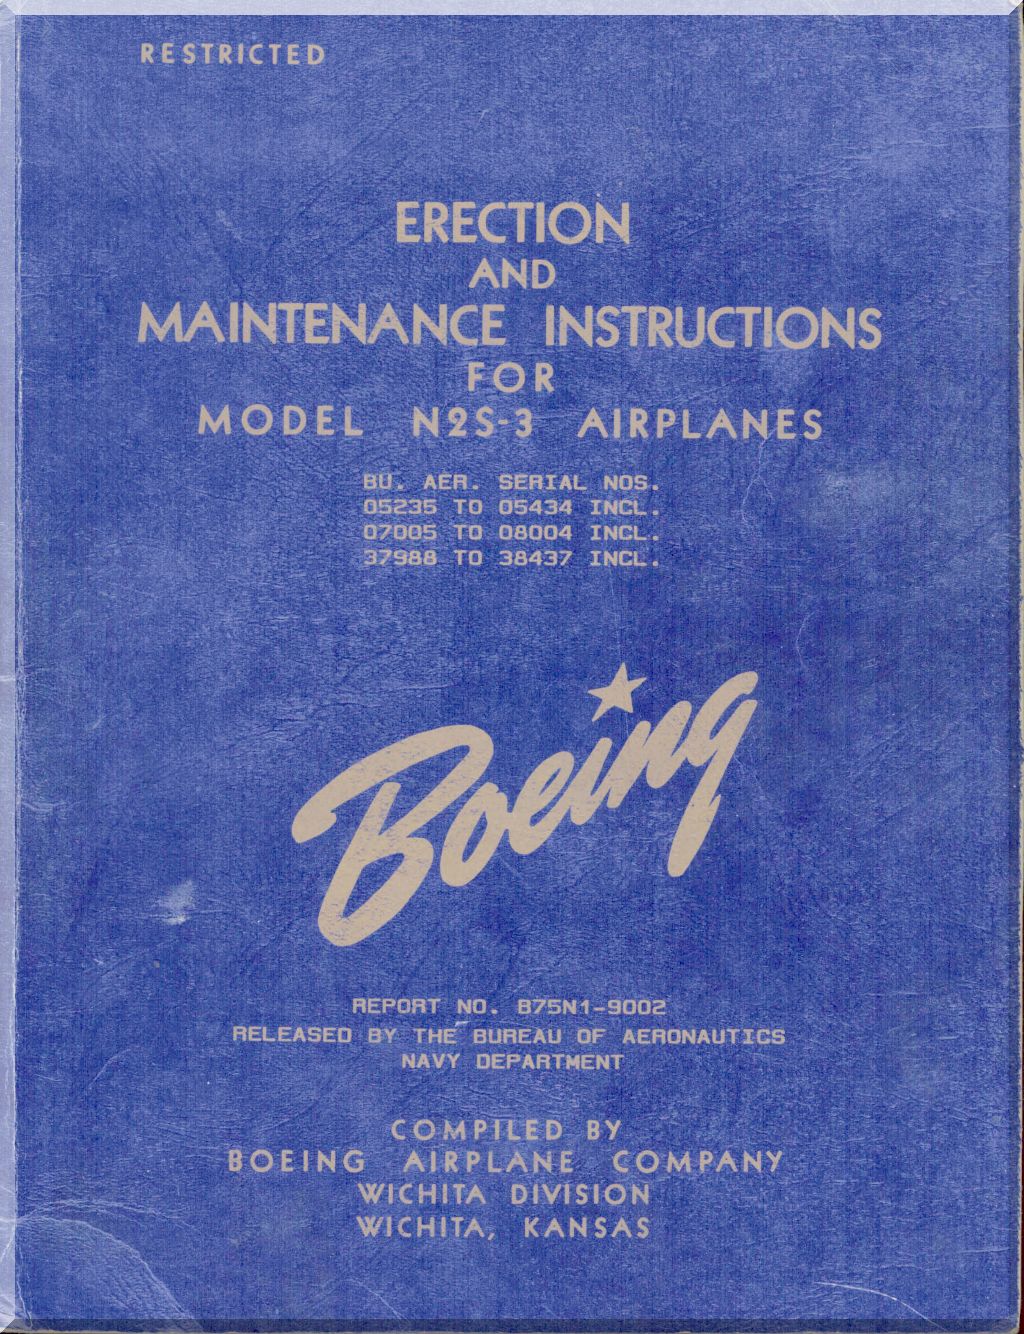 RESTRICTED
ERECTION
AND
MAINTENANCE INSTRUCTIONS
FOR
MODEL N2S-3 AIRPLANES
BU. AER. SERIAL NOS.
05235 TO 05434 INCL.
07005 TO 08004 INCL.
37988 TO 38437 INCL.
Boeing
REPORT NO. B75N1-9002
RELEASED BY THE BUREAU OF AERONAUTICS
NAVY DEPARTMENT
COMPILED BY
BOEING AIRPLANE COMPANY
WICHITA DIVISION
WICHITA, KANSAS